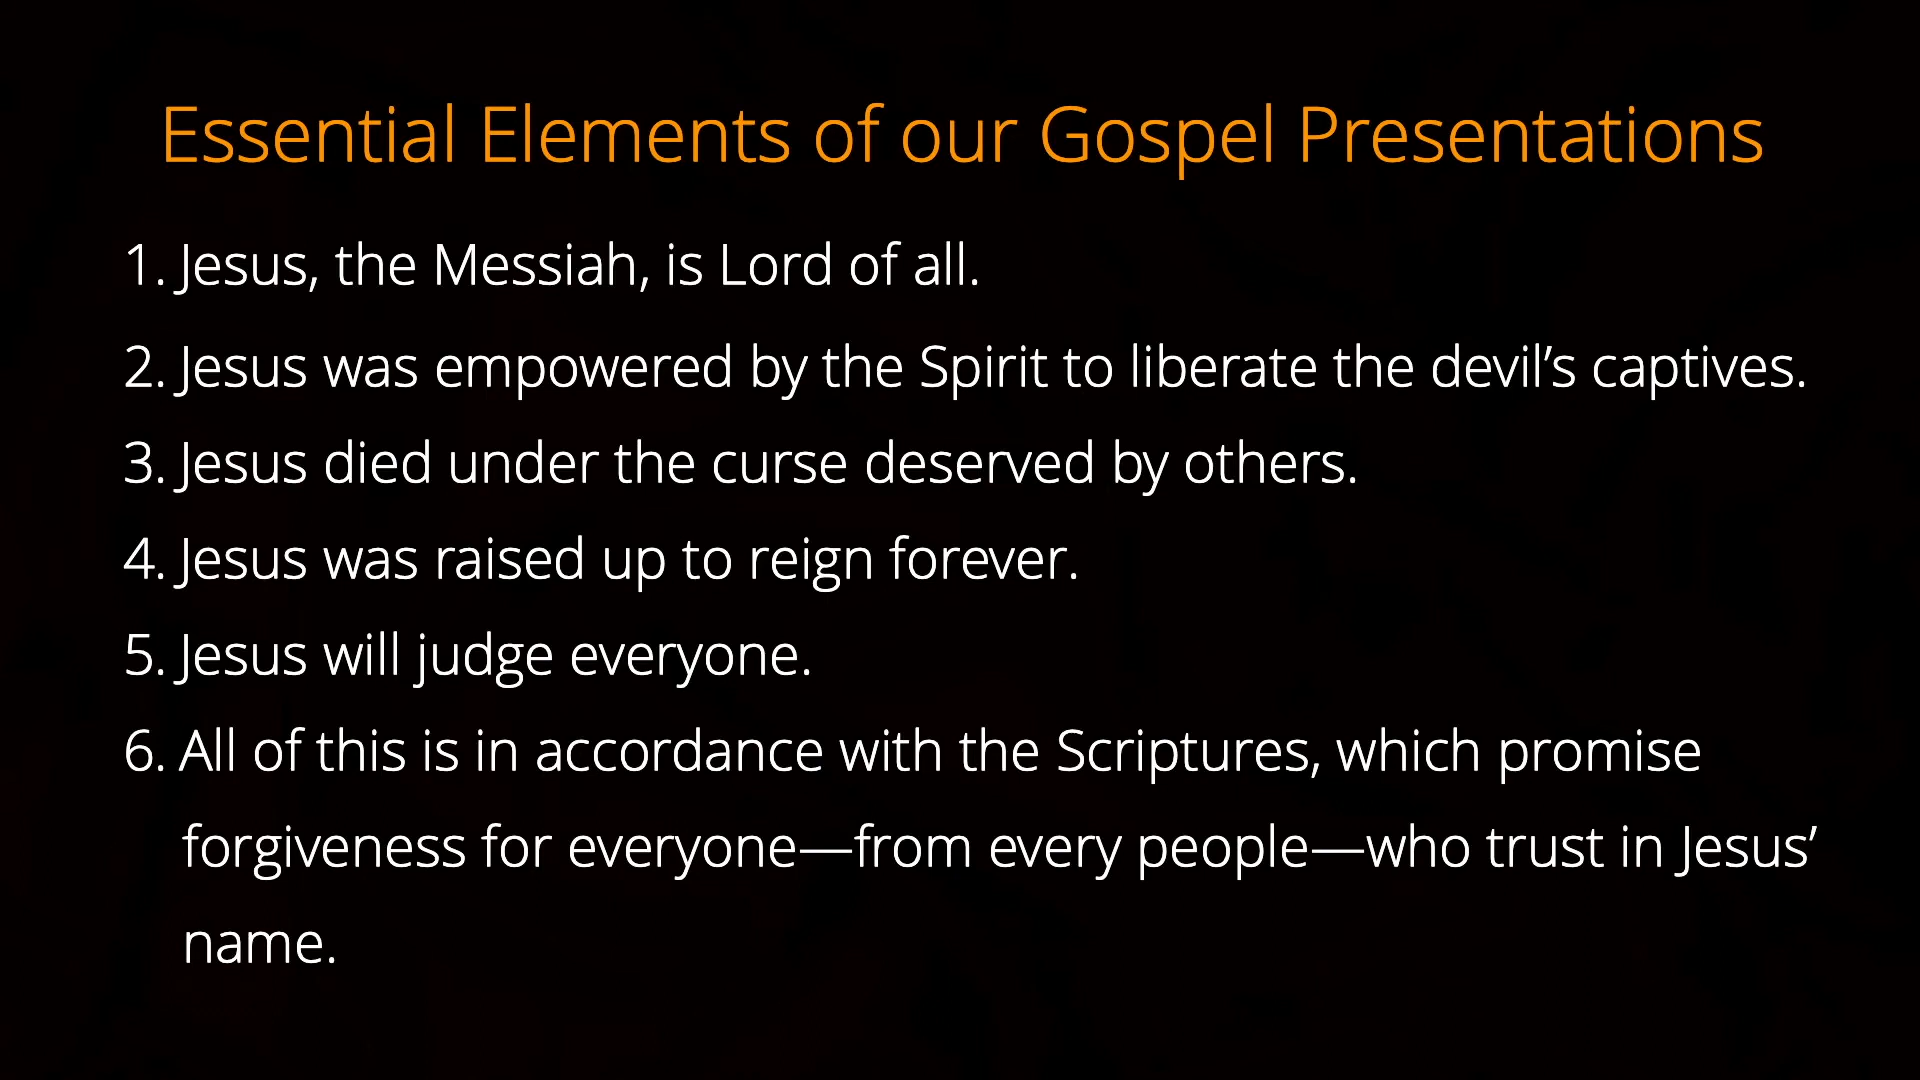 Essential Elements of our Gospel Presentations
1. Jesus, the Messiah, is Lord of all.
2. Jesus was empowered by the Spirit to liberate the devil’s captives.
3. Jesus died under the curse deserved by others.
4. Jesus was raised up to reign forever.
5. Jesus will judge everyone.
6. All of this is in accordance with the Scriptures, which promise
forgiveness for everyone—from every people—who trust in Jesus’
name.